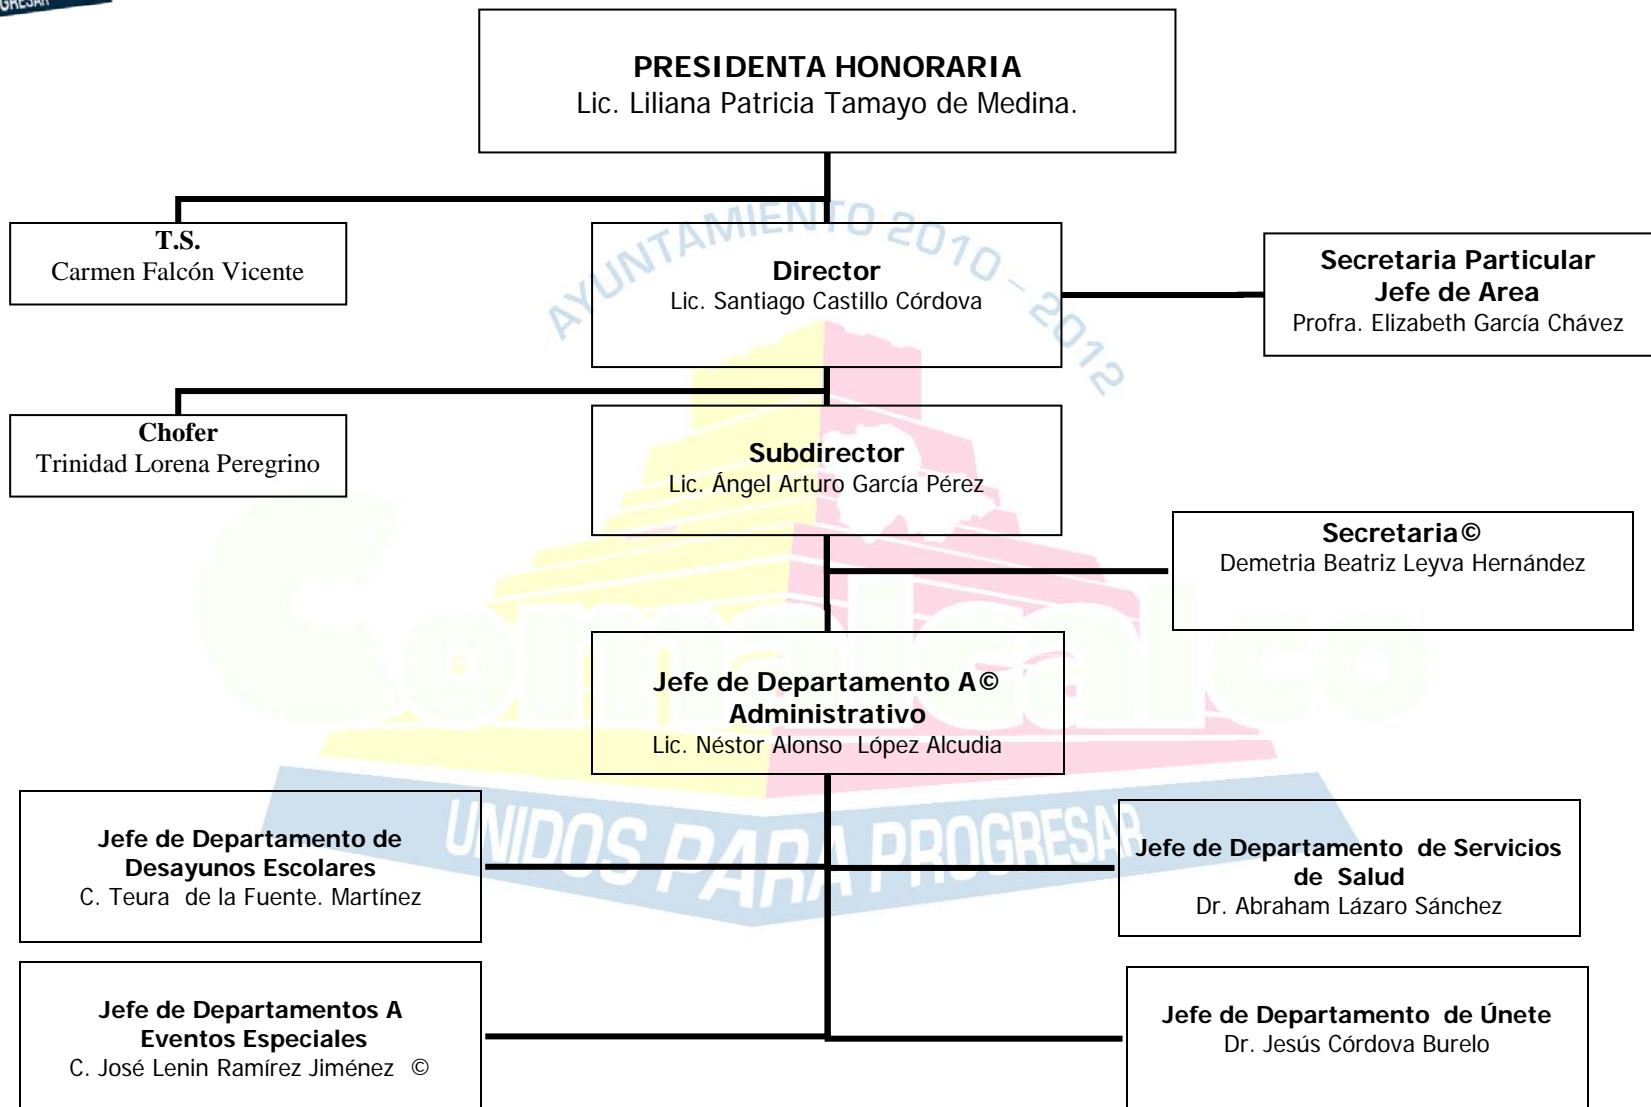 PROGRESAR
PRESIDENTA HONORARIA
Lic. Liliana Patricia Tamayo de Medina.
AYUNTAMIENTO 2010 - 2012
T.S.
Carmen Falcón Vicente
Director
Lic. Santiago Castillo Córdova
Secretaria Particular
Jefe de Area
Profra. Elizabeth García Chávez
Chofer
Trinidad Lorena Peregrino
Subdirector
Lic. Ángel Arturo García Pérez
Secretaria©
Demetria Beatriz Leyva Hernández
Comalcalco
Jefe de Departamento A©
Administrativo
Lic. Néstor Alonso López Alcudia
UNIDOS PARA PROGRESAR
Jefe de Departamento de
Desayunos Escolares
C. Teura de la Fuente. Martínez
Jefe de Departamento de Servicios
de Salud
Dr. Abraham Lázaro Sánchez
Jefe de Departamentos A
Eventos Especiales
C. José Lenin Ramírez Jiménez ©
Jefe de Departamento de Únete
Dr. Jesús Córdova Burelo